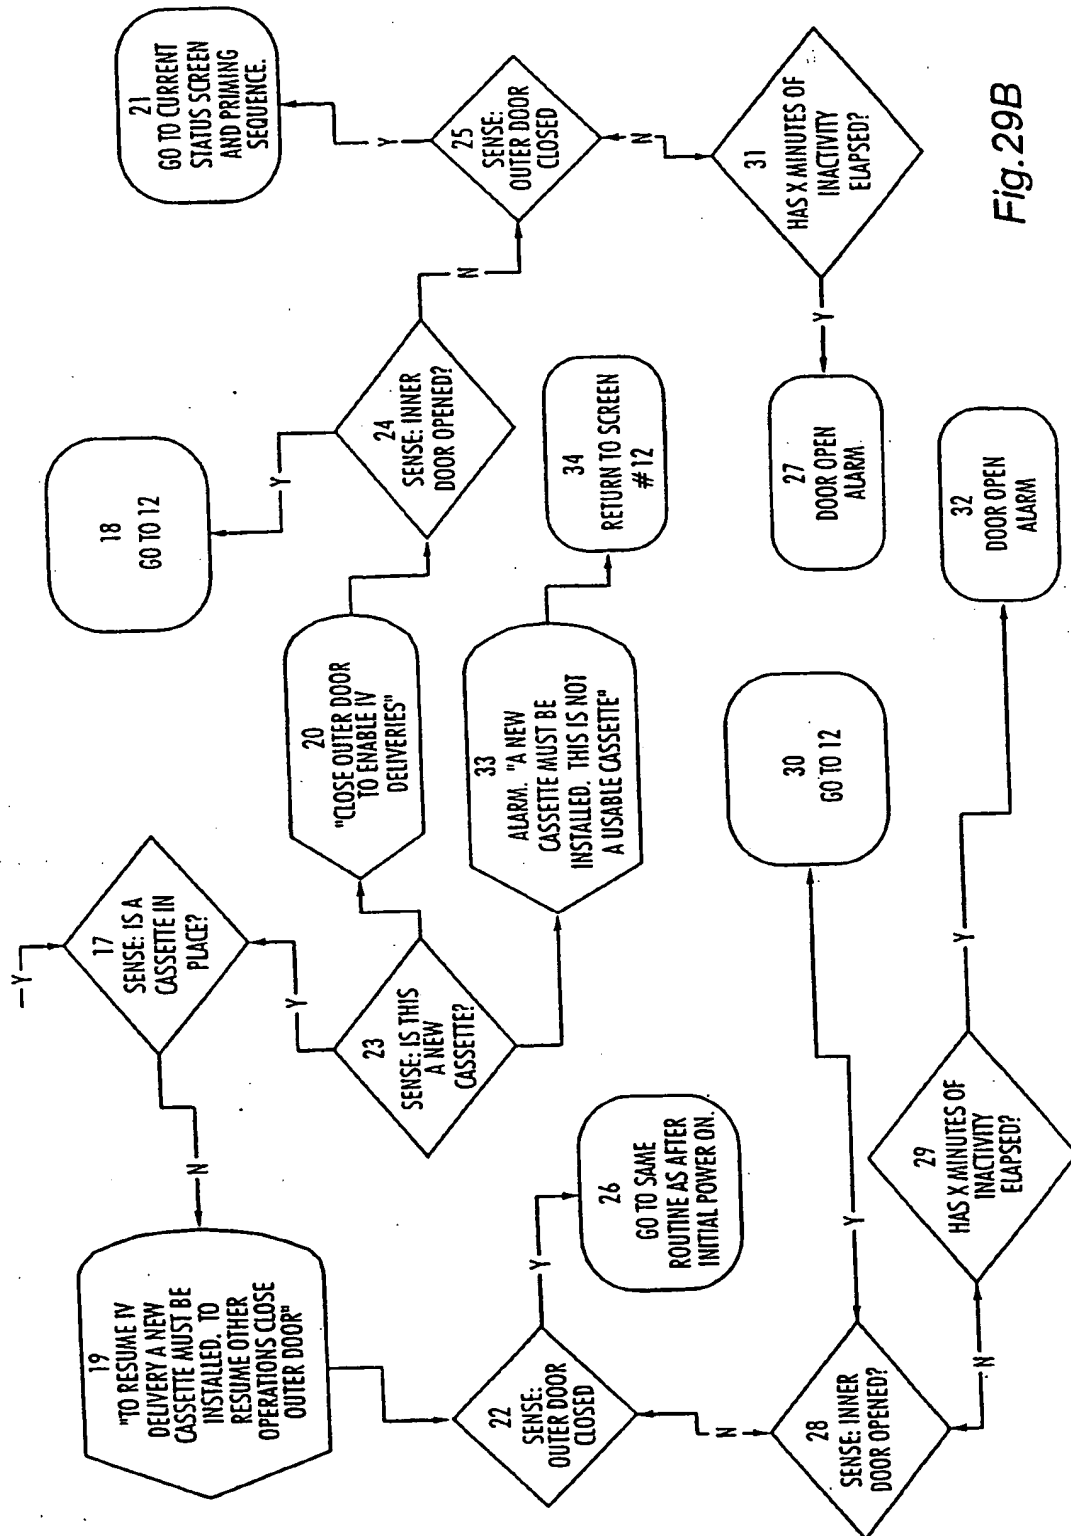 – Y –
17
SENSE: IS A
CASSETTE IN
PLACE?
N
Y
19
"TO RESUME IV
DELIVERY A NEW
CASSETTE MUST BE
INSTALLED. TO
RESUME OTHER
OPERATIONS CLOSE
OUTER DOOR"
23
SENSE: IS THIS
A NEW
CASSETTE?
20
"CLOSE OUTER DOOR
TO ENABLE IV
DELIVERIES"
18
GO TO 12
Y
24
SENSE: INNER
DOOR OPENED?
N
21
GO TO CURRENT
STATUS SCREEN
AND PRIMING
SEQUENCE.
Y
25
SENSE:
OUTER DOOR
CLOSED
N
22
SENSE:
OUTER DOOR
CLOSED
Y
26
GO TO SAME
ROUTINE AS AFTER
INITIAL POWER ON.
33
ALARM. "A NEW
CASSETTE MUST BE
INSTALLED. THIS IS NOT
A USABLE CASSETTE"
34
RETURN TO SCREEN
#12
N
28
SENSE: INNER
DOOR OPENED?
Y
30
GO TO 12
27
DOOR OPEN
ALARM
Y
31
HAS X MINUTES OF
INACTIVITY
ELAPSED?
N
29
HAS X MINUTES OF
INACTIVITY
ELAPSED?
Y
32
DOOR OPEN
ALARM
Fig.29B